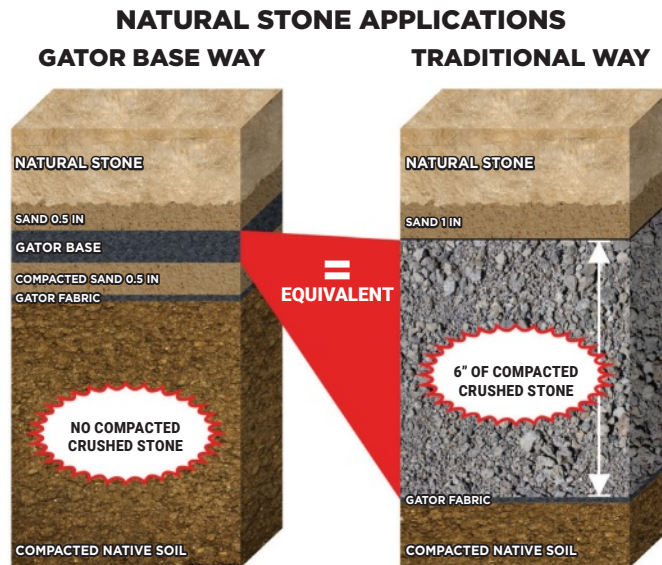 NATURAL STONE APPLICATIONS
GATOR BASE WAY
NATURAL STONE
SAND 0.5 IN
GATOR BASE
COMPACTED SAND 0.5 IN
GATOR FABRIC
NO COMPACTED
CRUSHED STONE
COMPACTED NATIVE SOIL
=
EQUIVALENT
TRADITIONAL WAY
NATURAL STONE
SAND 1 IN
6" OF COMPACTED
CRUSHED STONE
GATOR FABRIC
COMPACTED NATIVE SOIL